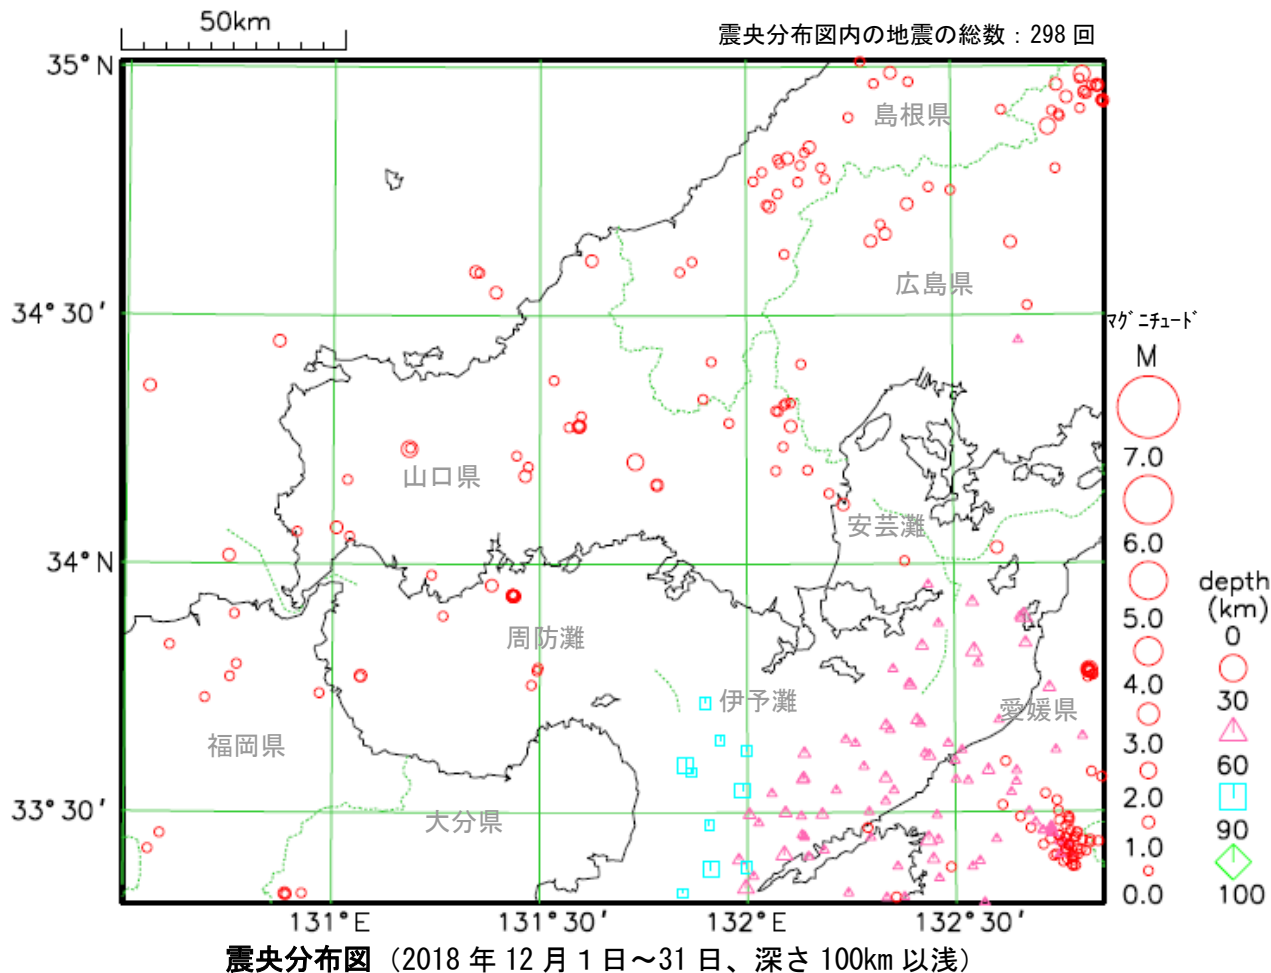 50km
震央分布図内の地震の総数：298 回
35°N
島根県
広島県
34°30′
ﾏｸﾞﾆﾁｭｰﾄﾞ
M
7.0
山口県
安芸灘
6.0
34°N
depth
(km)
5.0
0
周防灘
4.0
30
伊予灘
愛媛県
福岡県
3.0
60
2.0
33°30′
大分県
90
1.0
0.0
100
131°E
131°30′
132°E
132°30′
震央分布図（2018 年 12 月 1 日～31 日、深さ 100km 以浅）